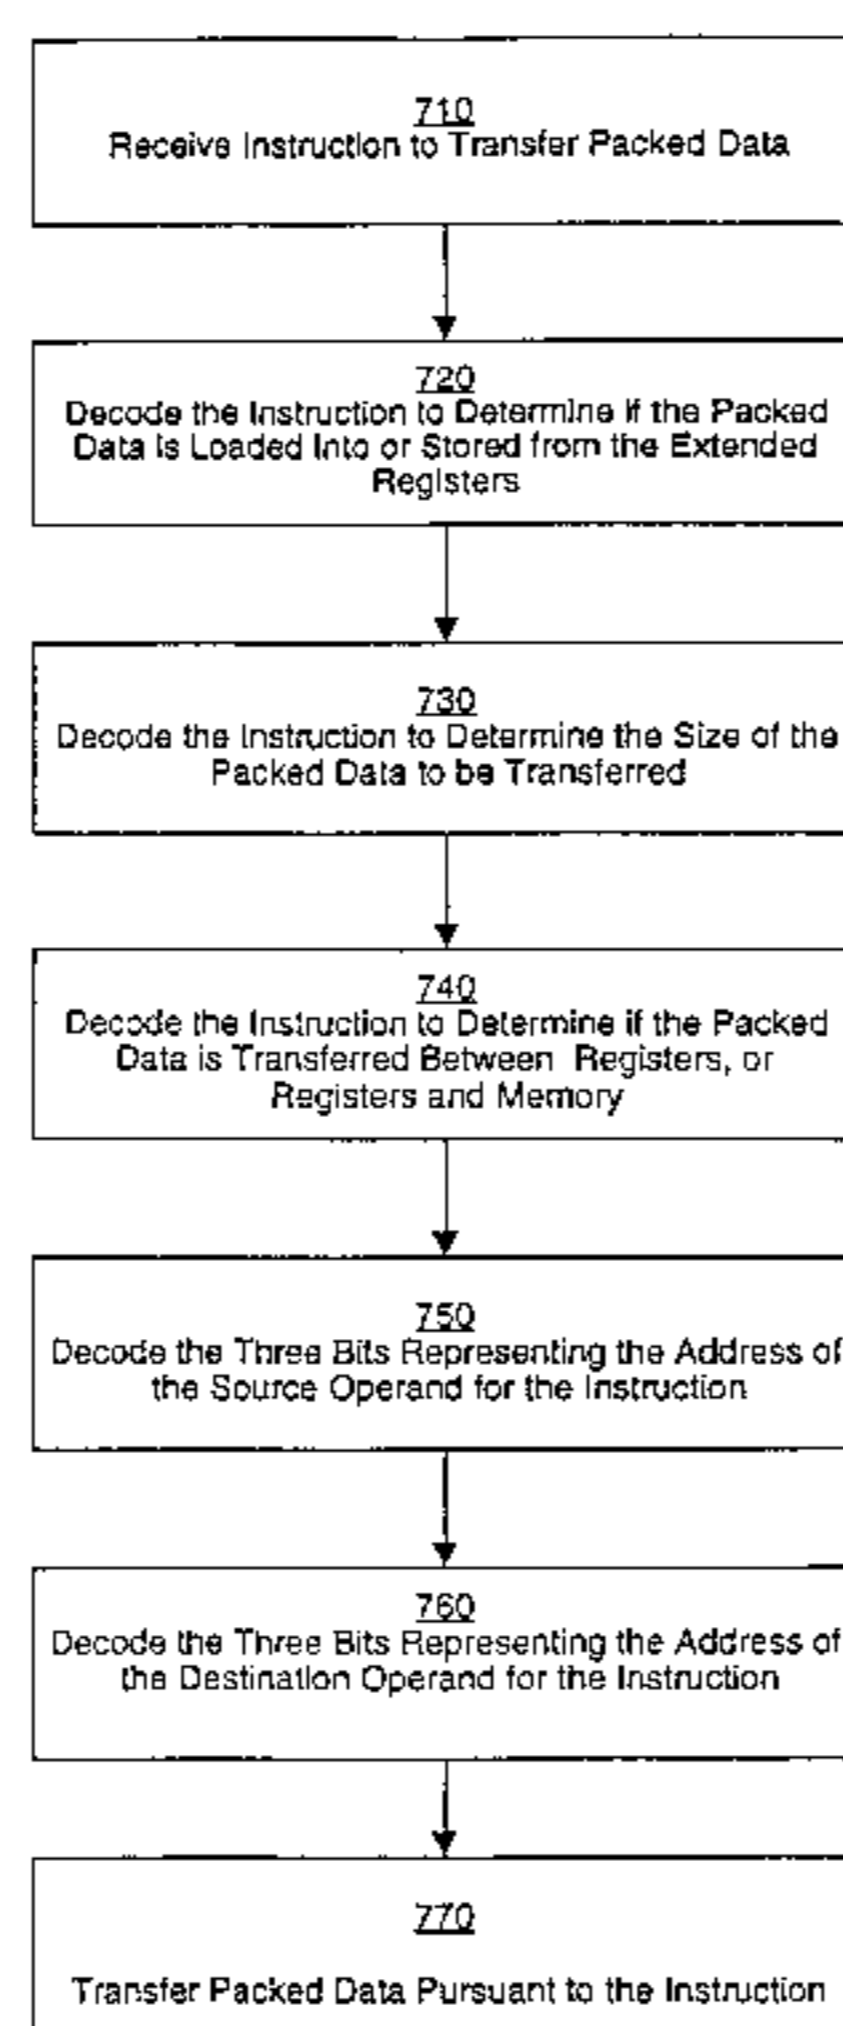 710
Receive Instruction to Transfer Packed Data
720
Decode the Instruction to Determine if the Packed
Data is Loaded Into or Stored from the Extended
Registers
730
Decode the Instruction to Determine the Size of the
Packed Data to be Transferred
740
Decode the Instruction to Determine if the Packed
Data is Transferred Between Registers, or
Registers and Memory
750
Decode the Three Bits Representing the Address of
the Source Operand for the Instruction
760
Decode the Three Bits Representing the Address of
the Destination Operand for the Instruction
770
Transfer Packed Data Pursuant to the Instruction